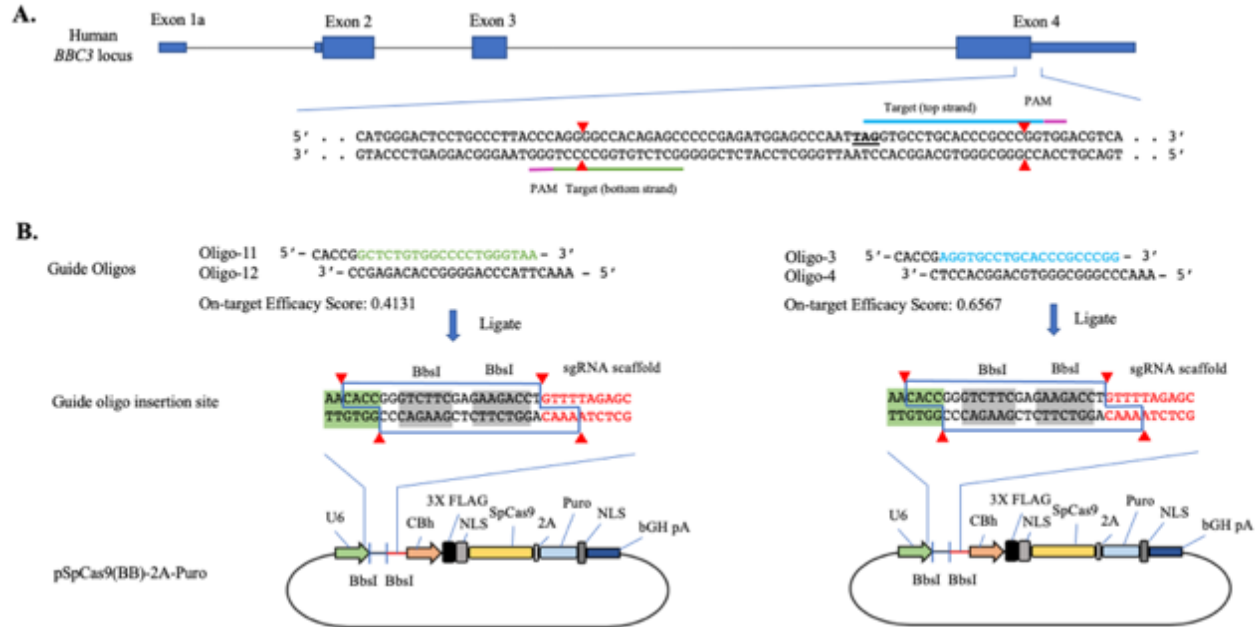 A.
Exon 1a
Exon 2
Exon 3
Exon 4
Human
BBC3 locus
Target (top strand)
PAM
5' . . CATGGGACTCCTGCCCTTACCCAGGGGCCACAGAGCCCCCGAGATGGAGCCCAATTAGGTGCCTGCACCCGCCCGGTGGACGTCA . . 3'
3' . . GTACCCTGAGGACGGGAATGGGTCCCCGGTGTCTCGGGGGCTCTACCTCGGGTTAATCCACGGACGTGGGCGGGCCACCTGCAGT . . 5'
PAM
Target (bottom strand)
B.
Guide Oligos
Oligo-11 5'- CACCGGCTCTGTGGCCCCTGGGTAA- 3'
Oligo-12 3'- CCGAGACACCGGGGACCCATTCAAA - 5'
On-target Efficacy Score: 0.4131
Ligate
Oligo-3 5'- CACCGAGGTGCCTGCACCCGCCCGG- 3'
Oligo-4 3'-CTCCACGGACGTGGGCGGGCCCAAA - 5'
On-target Efficacy Score: 0.6567
Ligate
Guide oligo insertion site
BbsI
BbsI
sgRNA scaffold
AACACCGGGTCTTCGAGAAGACCTGTTTTAGAGC
TTGTGGCCCAGAAGCTCTTCTGGACAAAATCTCG
BbsI
BbsI
sgRNA scaffold
AACACCGGGTCTTCGAGAAGACCTGTTTTAGAGC
TTGTGGCCCAGAAGCTCTTCTGGACAAAATCTCG
pSpCas9(BB)-2A-Puro
U6
CBh
3X FLAG
NLS
SpCas9
2A
Puro
NLS
bGH pA
BbsI
BbsI
U6
CBh
3X FLAG
NLS
SpCas9
2A
Puro
NLS
bGH pA
BbsI
BbsI